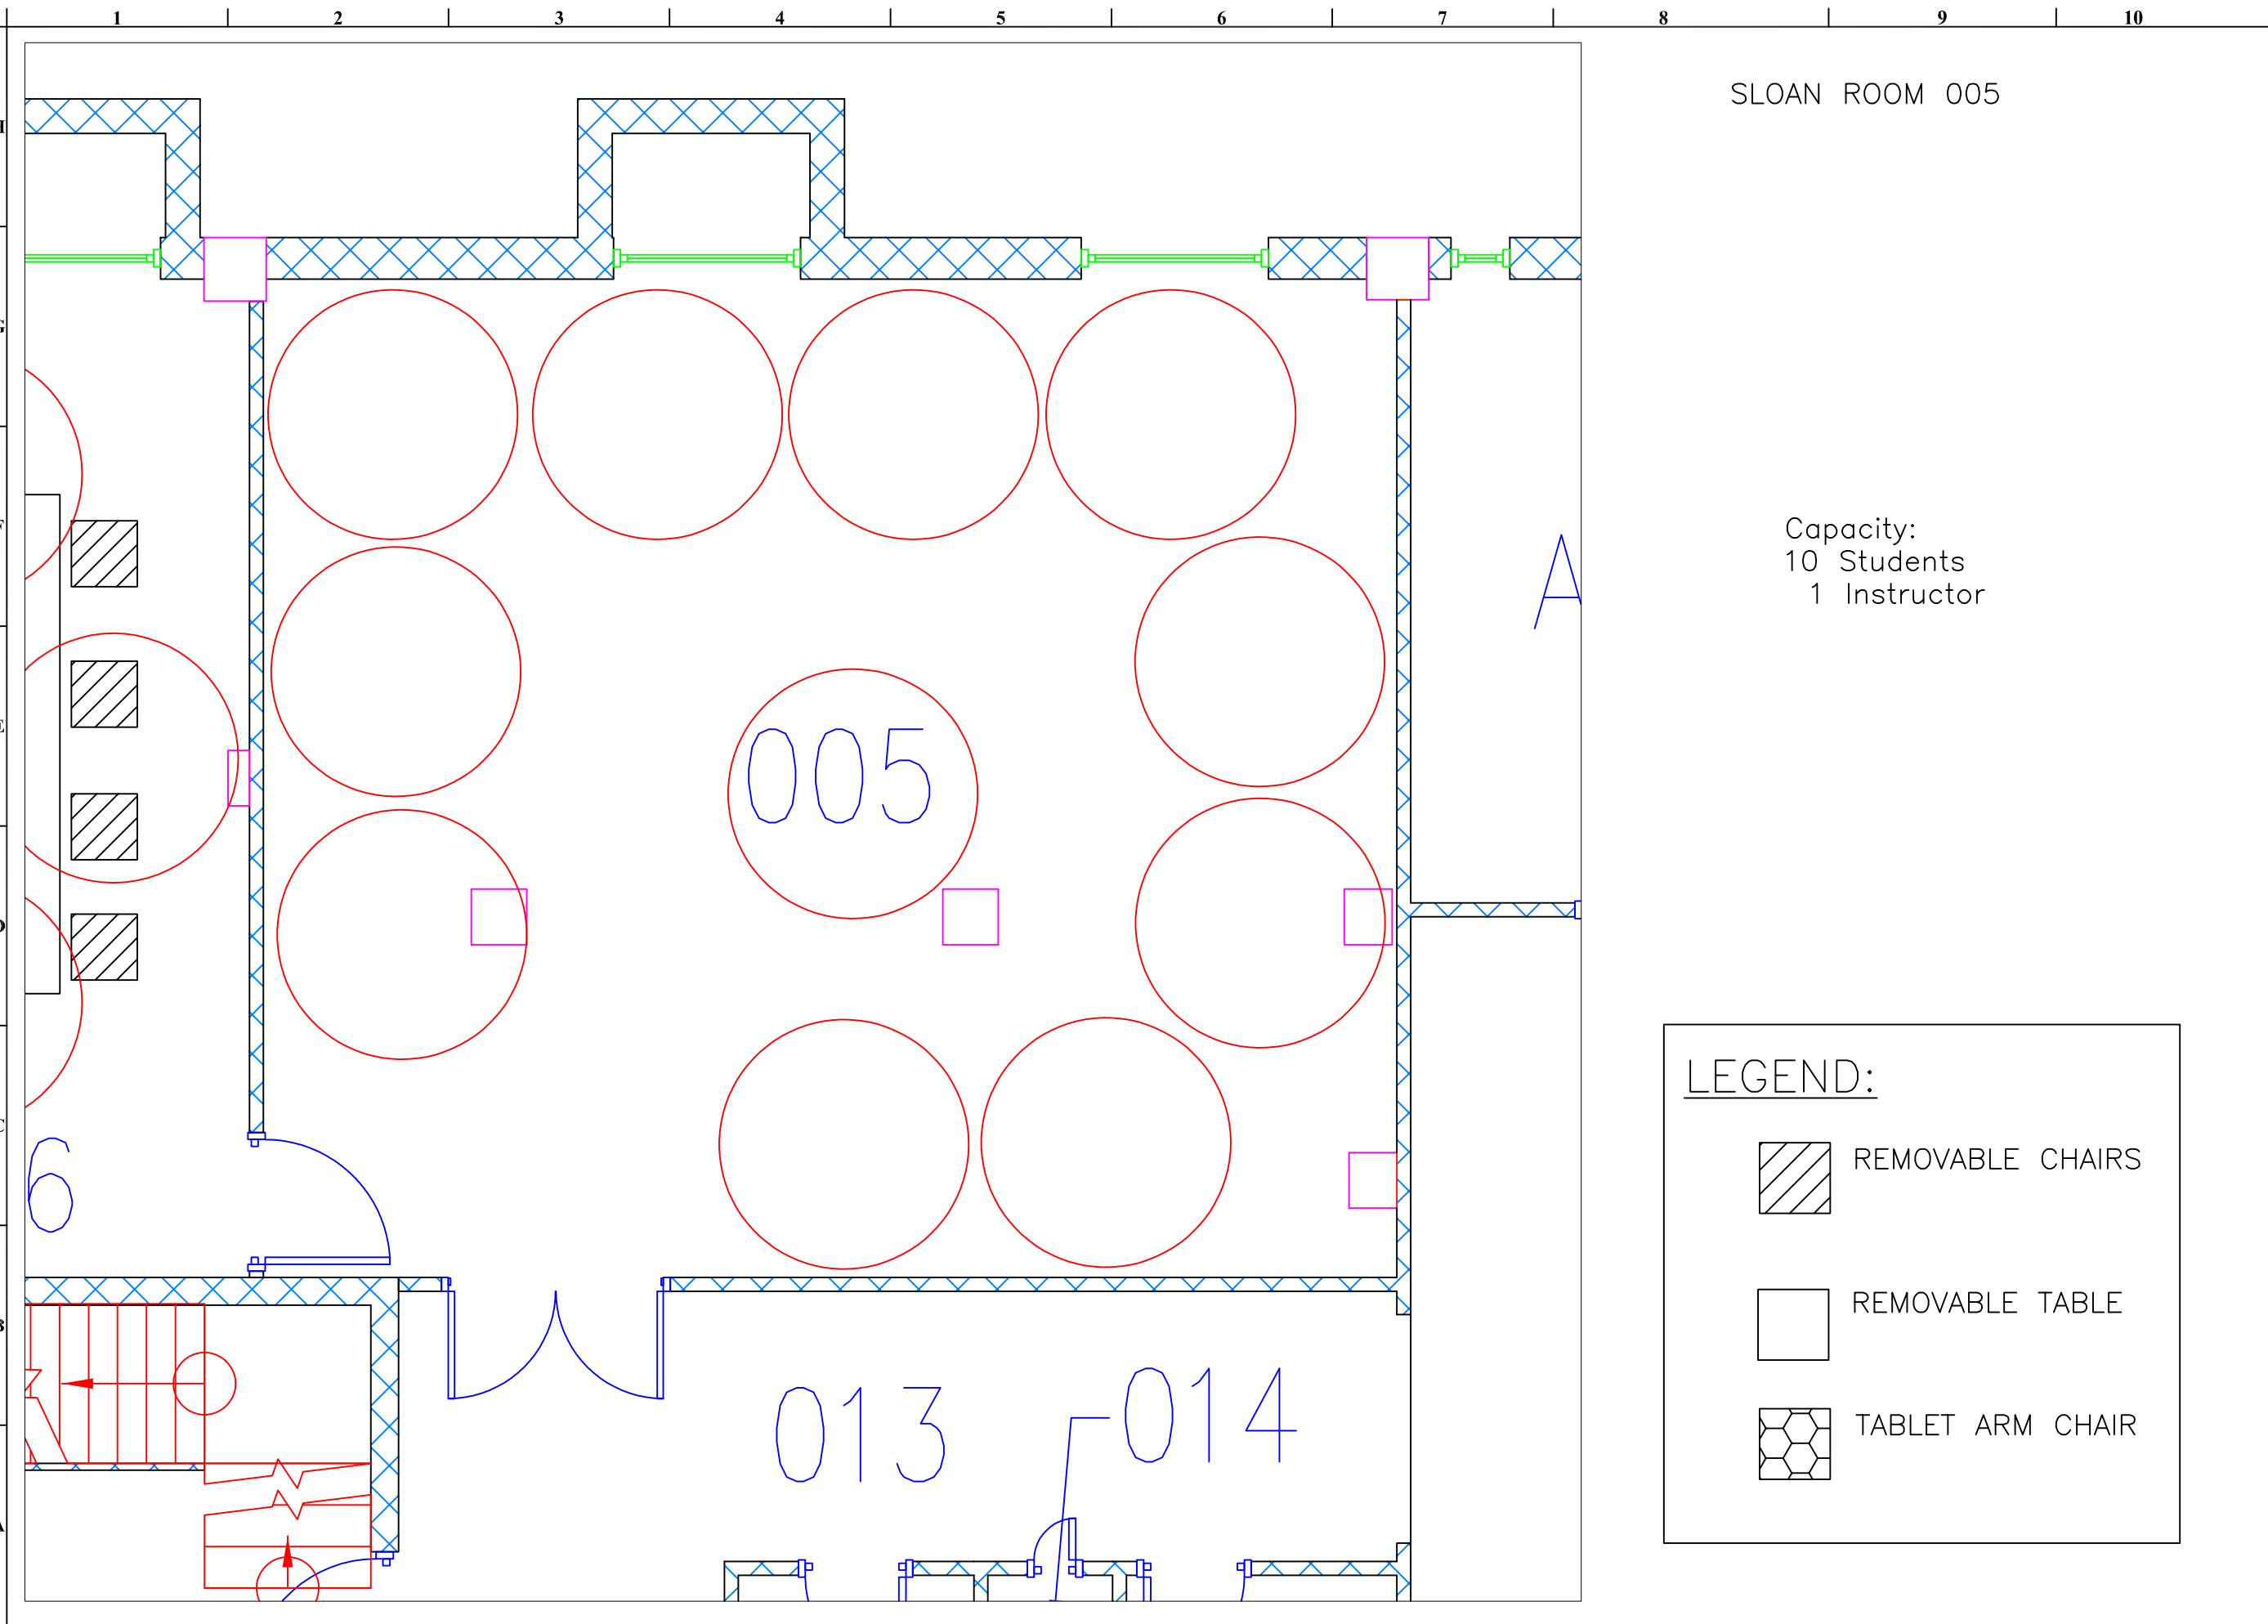 1 2 3 4 5 6 7 8 9 10
SLOAN ROOM 005
H
G
F
E
D
C
B
A
Capacity:
10 Students
1 Instructor
A
005
6
013
014
LEGEND:
REMOVABLE CHAIRS
REMOVABLE TABLE
TABLET ARM CHAIR